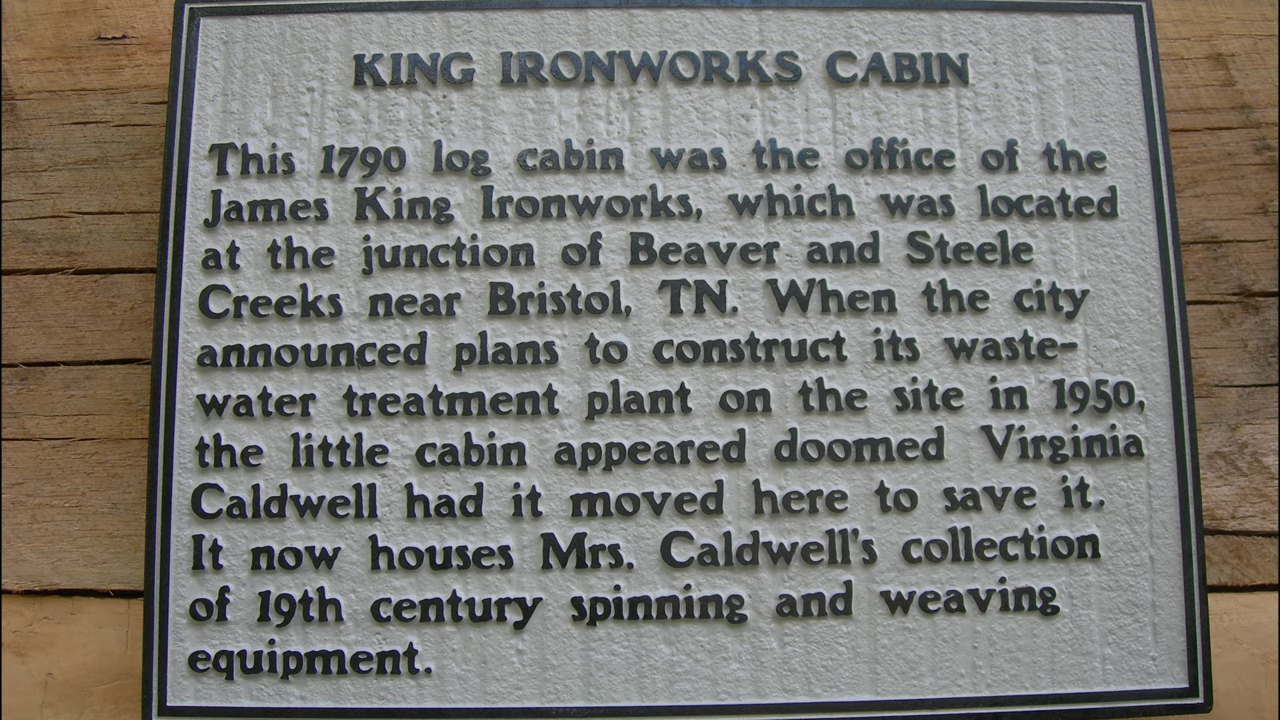 KING IRONWORKS CABIN
This 1790 log cabin was the office of the
James King Ironworks, which was located
at the junction of Beaver and Steele
Creeks near Bristol, TN. When the city
announced plans to construct its waste-
water treatment plant on the site in 1950,
the little cabin appeared doomed Virginia
Caldwell had it moved here to save it.
It now houses Mrs. Caldwell's collection
of 19th century spinning and weaving
equipment.